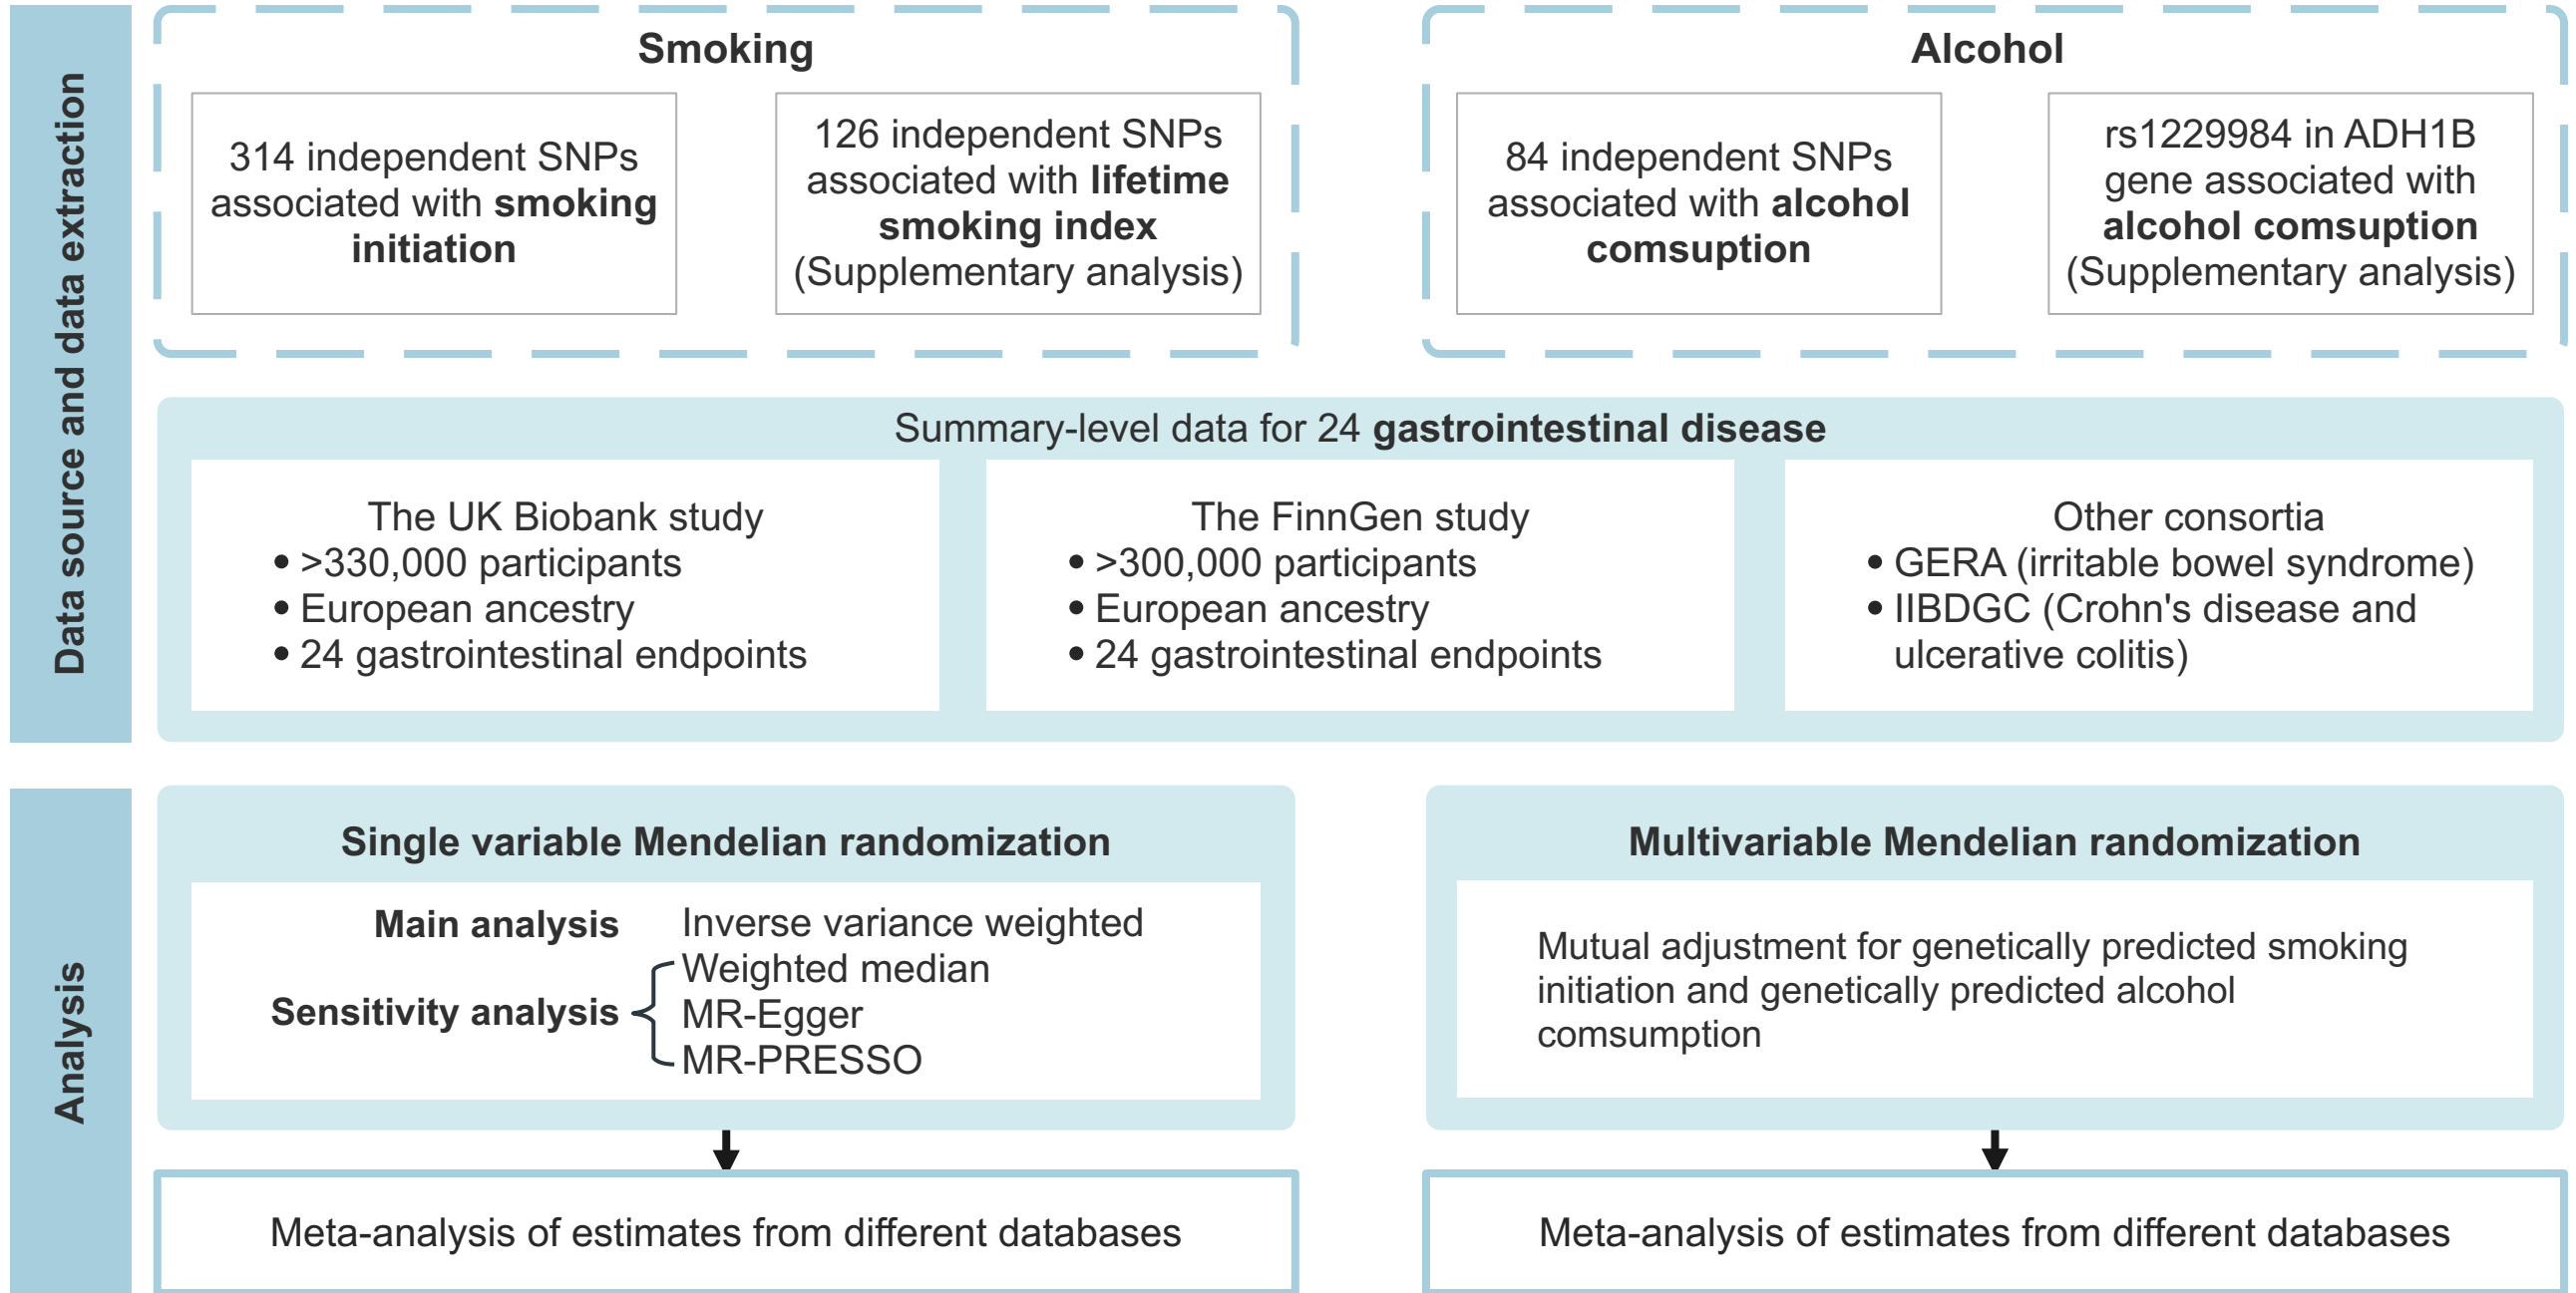 Data source and data extraction
Smoking
314 independent SNPs
associated with smoking
initiation
126 independent SNPs
associated with lifetime
smoking index
(Supplementary analysis)
Alcohol
84 independent SNPs
associated with alcohol
comsuption
rs1229984 in ADH1B
gene associated with
alcohol comsuption
(Supplementary analysis)
Summary-level data for 24 gastrointestinal disease
The UK Biobank study
• >330,000 participants
• European ancestry
• 24 gastrointestinal endpoints
The FinnGen study
• >300,000 participants
• European ancestry
• 24 gastrointestinal endpoints
Other consortia
• GERA (irritable bowel syndrome)
• IIBDGC (Crohn's disease and
ulcerative colitis)
Analysis
Single variable Mendelian randomization
Main analysis Inverse variance weighted
Sensitivity analysis
Weighted median
MR-Egger
MR-PRESSO
Multivariable Mendelian randomization
Mutual adjustment for genetically predicted smoking
initiation and genetically predicted alcohol
comsumption
Meta-analysis of estimates from different databases
Meta-analysis of estimates from different databases